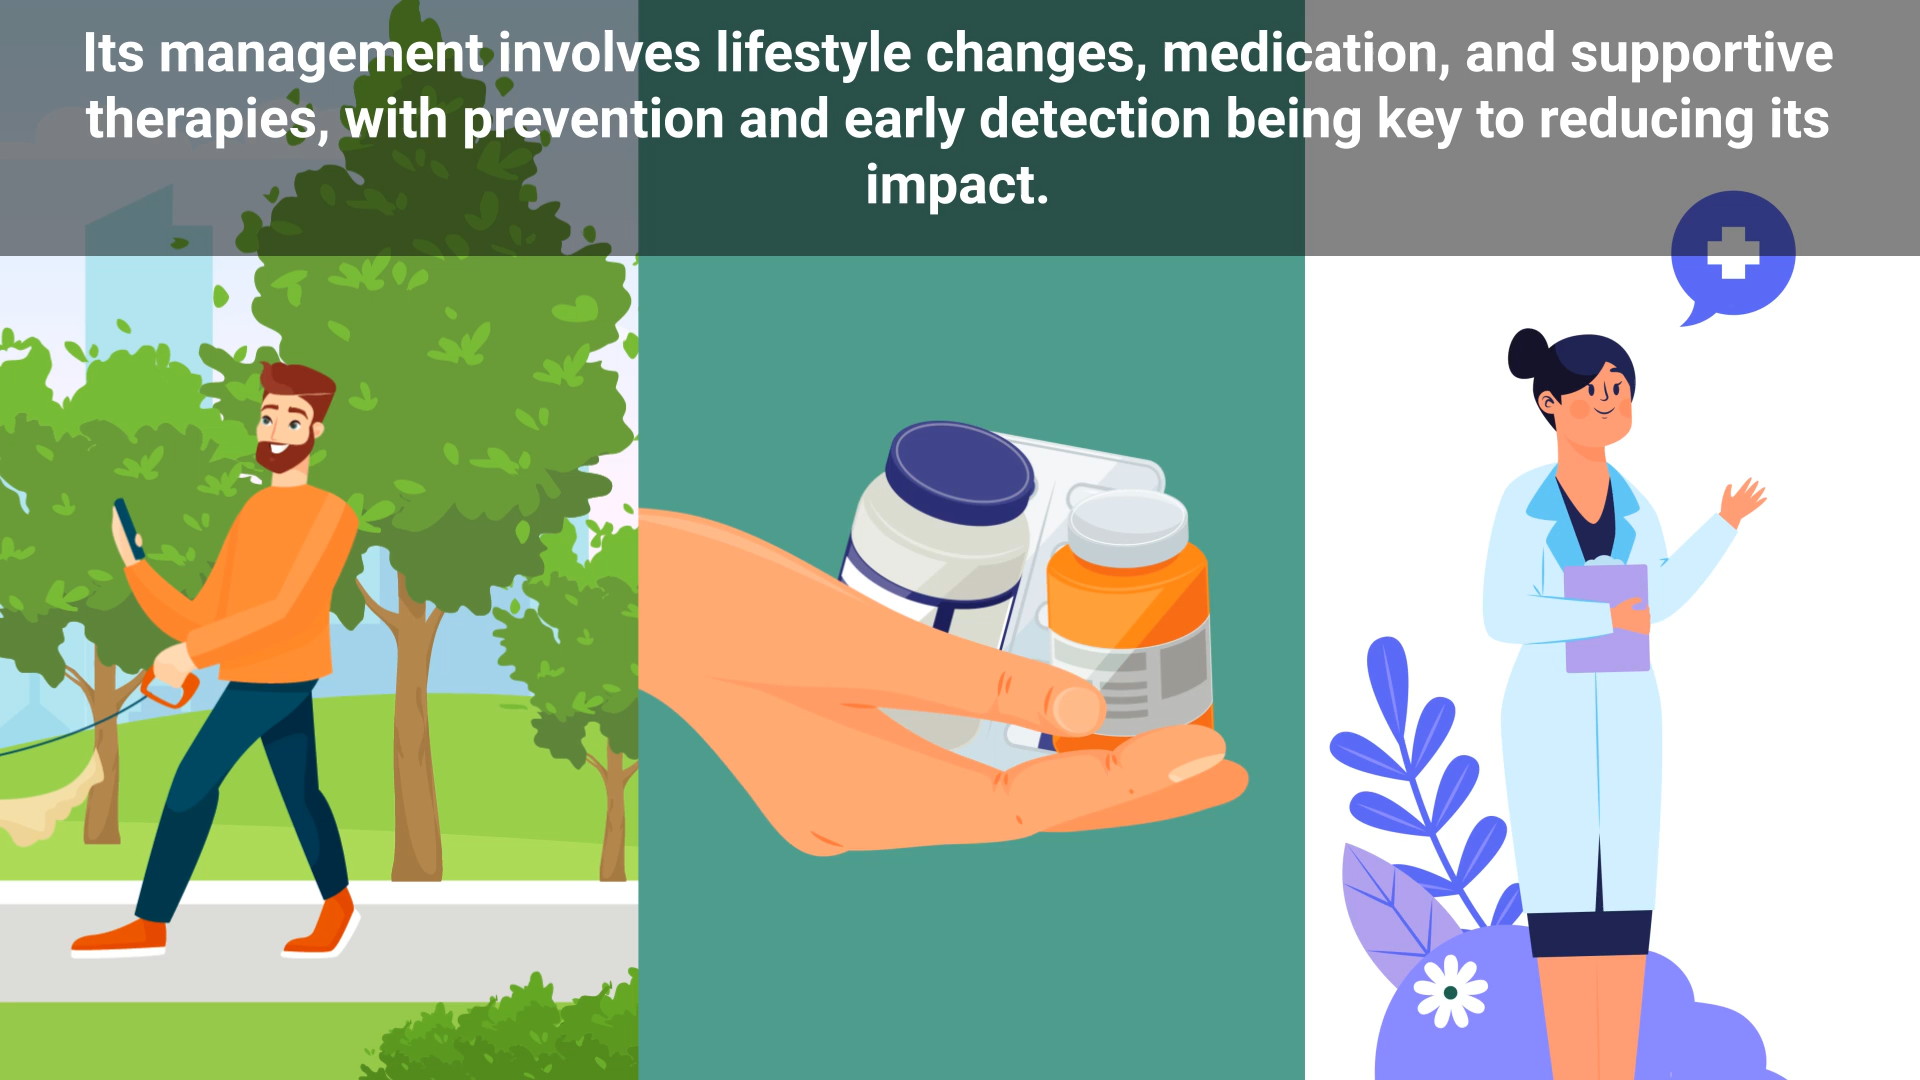 Its management involves lifestyle changes, medication, and supportive
therapies, with prevention and early detection being key to reducing its
impact.